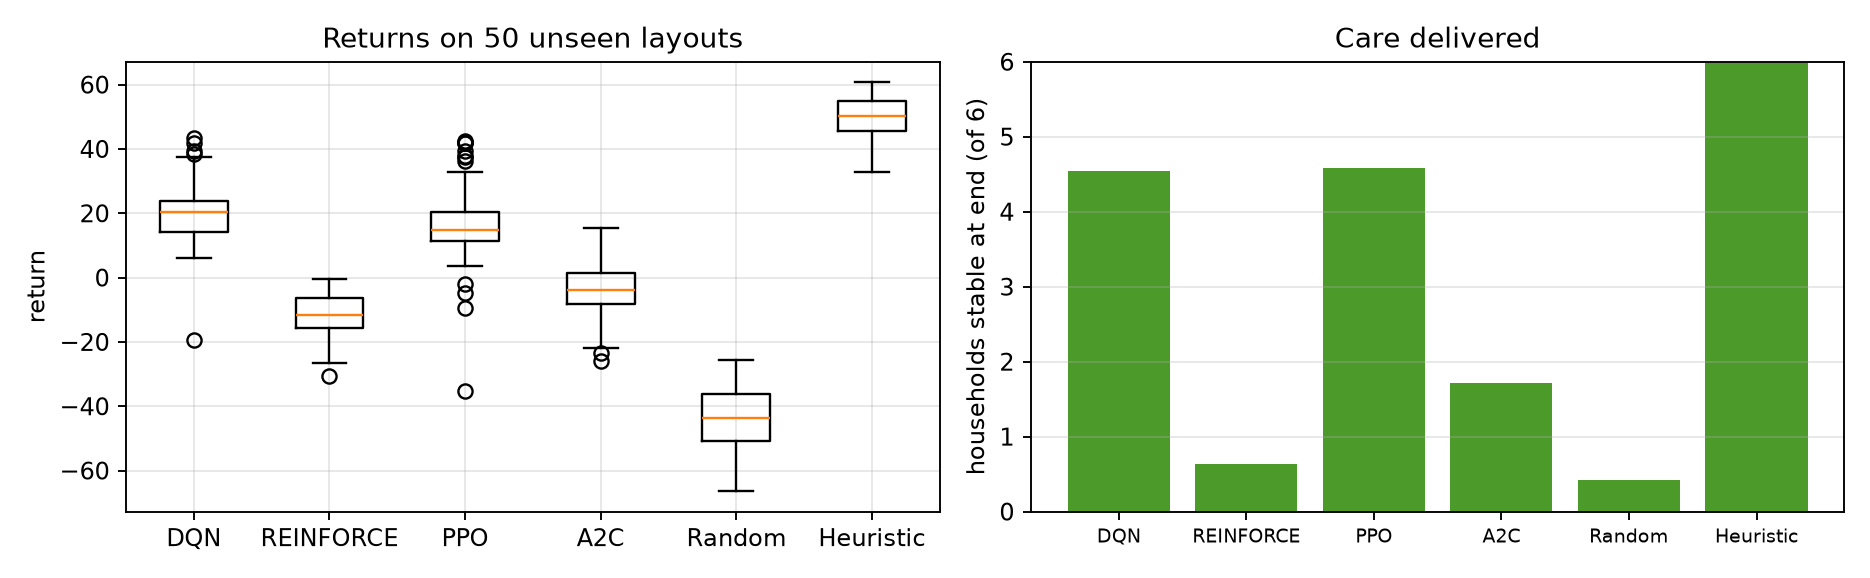 Returns on 50 unseen layouts
return
60
40
20
0
−20
−40
−60
DQN
REINFORCE
PPO
A2C
Random
Heuristic
Care delivered
households stable at end (of 6)
6
5
4
3
2
1
0
DQN
REINFORCE
PPO
A2C
Random
Heuristic